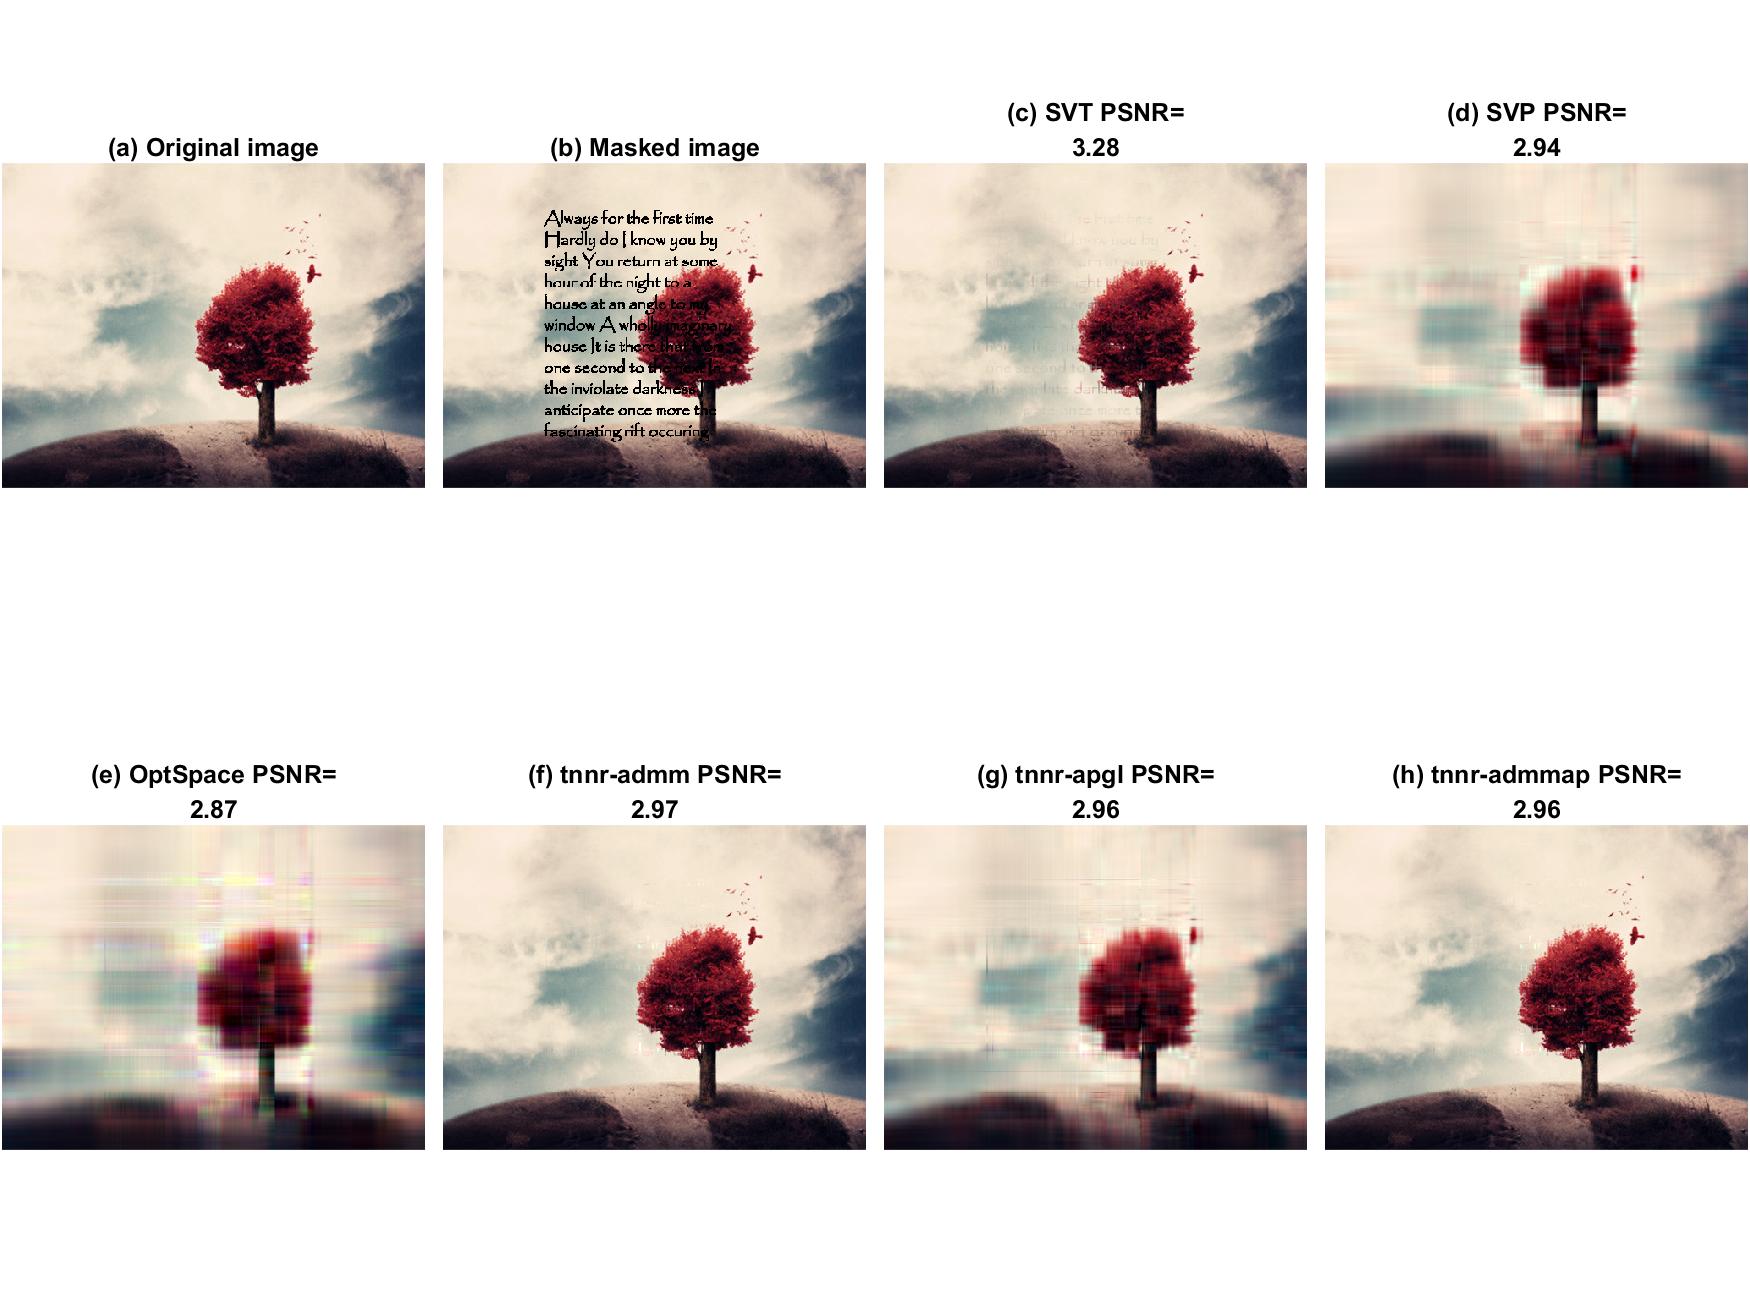 (a) Original image
(b) Masked image
(c) SVT PSNR=
3.28
(d) SVP PSNR=
2.94
Always for the First time
Hardly do I know you by
sight You return at some
hour of the night to a
house at an angle to my
window A wholly imaginary
house It is there that
one second to the next In
the inviolate darkness I
anticipate once more the
fascinating rift occuring
(e) OptSpace PSNR=
2.87
(f) tnnr-admm PSNR=
2.97
(g) tnnr-apgl PSNR=
2.96
(h) tnnr-admmap PSNR=
2.96